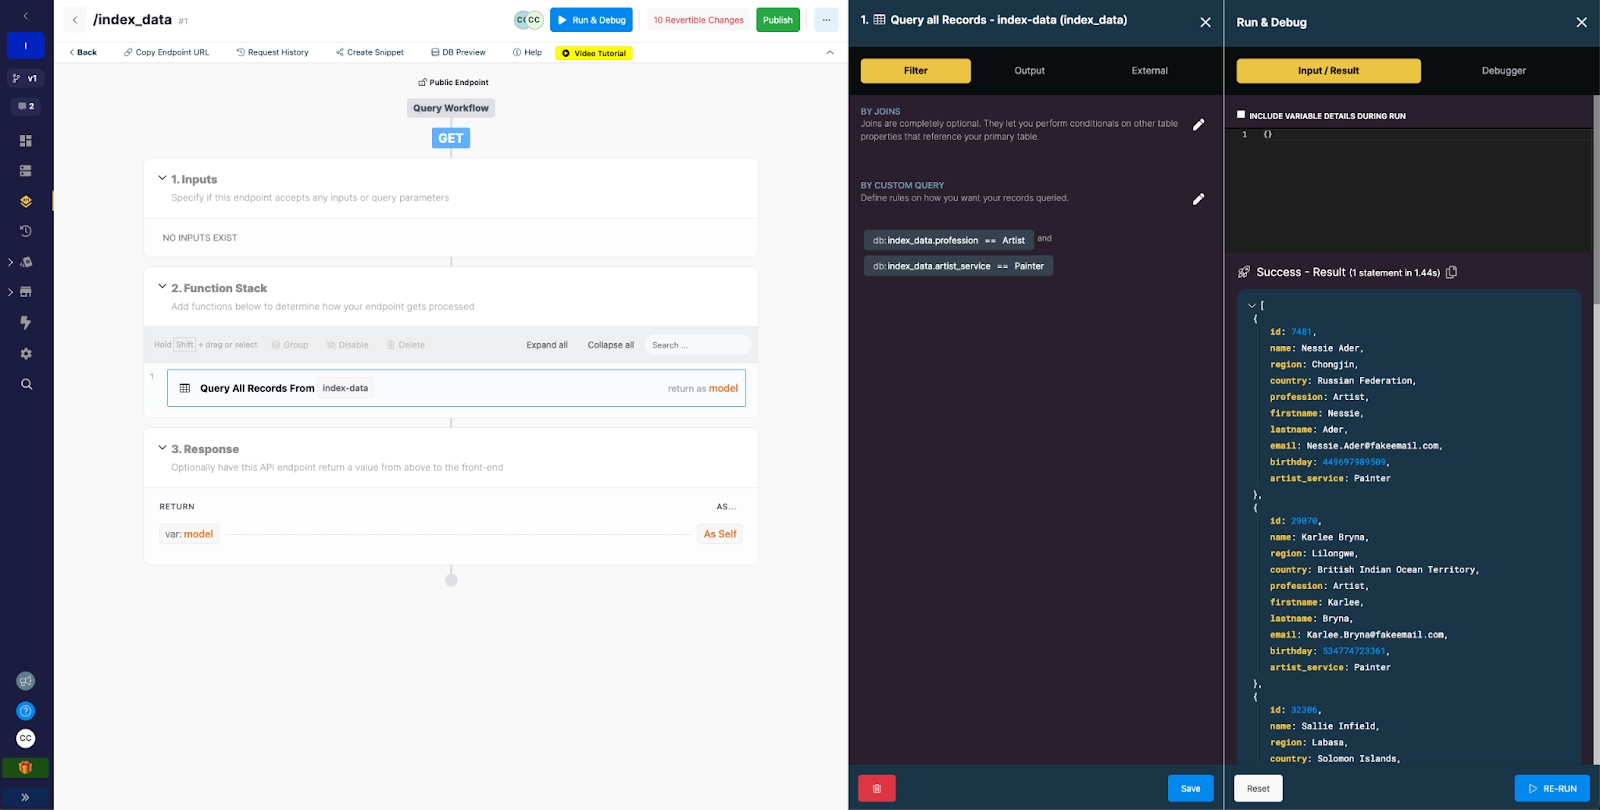 I
v1
2
CC
/index_data #1
CC CC
Run & Debug
10 Revertible Changes
Publish
...
Back
Copy Endpoint URL
Request History
Create Snippet
DB Preview
Help
Video Tutorial
Public Endpoint
Query Workflow
GET
1. Inputs
Specify if this endpoint accepts any inputs or query parameters
NO INPUTS EXIST
2. Function Stack
Add functions below to determine how your endpoint gets processed
Hold Shift + drag or select Group Disable Delete Expand all Collapse all Search ...
1 Query All Records From index-data return as model
3. Response
Optionally have this API endpoint return a value from above to the front-end
RETURN AS...
var: model As Self
1. Query all Records - index-data (index_data)
Filter Output External
BY JOINS
Joins are completely optional. They let you perform conditionals on other table
properties that reference your primary table.
BY CUSTOM QUERY
Define rules on how you want your records queried.
db: index_data.profession == Artist and
db: index_data.artist_service == Painter
Save
Run & Debug
Input / Result Debugger
INCLUDE VARIABLE DETAILS DURING RUN
1 {}
Success - Result (1 statement in 1.44s)
[
{
id: 7481,
name: Nessie Ader,
region: Chongjin,
country: Russian Federation,
profession: Artist,
firstname: Nessie,
lastname: Ader,
email: Nessie.Ader@fakeemail.com,
birthday: 449697989509,
artist_service: Painter
},
{
id: 29070,
name: Karlee Bryna,
region: Lilongwe,
country: British Indian Ocean Territory,
profession: Artist,
firstname: Karlee,
lastname: Bryna,
email: Karlee.Bryna@fakeemail.com,
birthday: 534774723361,
artist_service: Painter
},
{
id: 32306,
name: Sallie Infield,
region: Labasa,
country: Solomon Islands,
Reset
RE-RUN